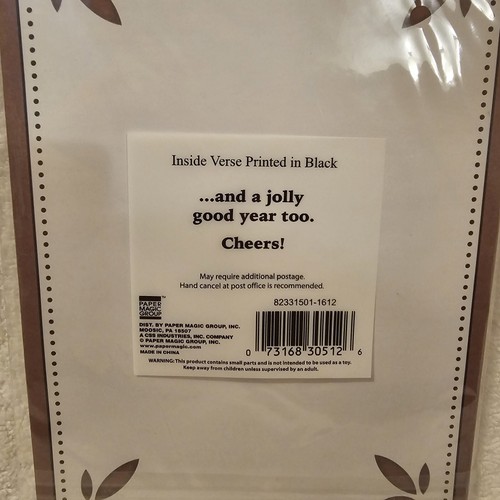 Inside Verse Printed in Black
...and a jolly
good year too.
Cheers!
May require additional postage.
Hand cancel at post office is recommended.
PAPER
MAGIC
GROUP
™
82331501-1612
DIST. BY PAPER MAGIC GROUP, INC.
MOOSIC, PA 18507
A CSS INDUSTRIES, INC. COMPANY
© PAPER MAGIC GROUP, INC.
www.papermagic.com
MADE IN CHINA
0 73168 30512 6
WARNING: This product contains small parts and is not intended to be used as a toy.
Keep away from children unless supervised by an adult.